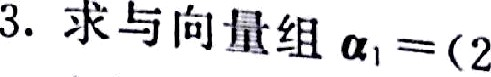 3. 求与向量组 α₁ = (2